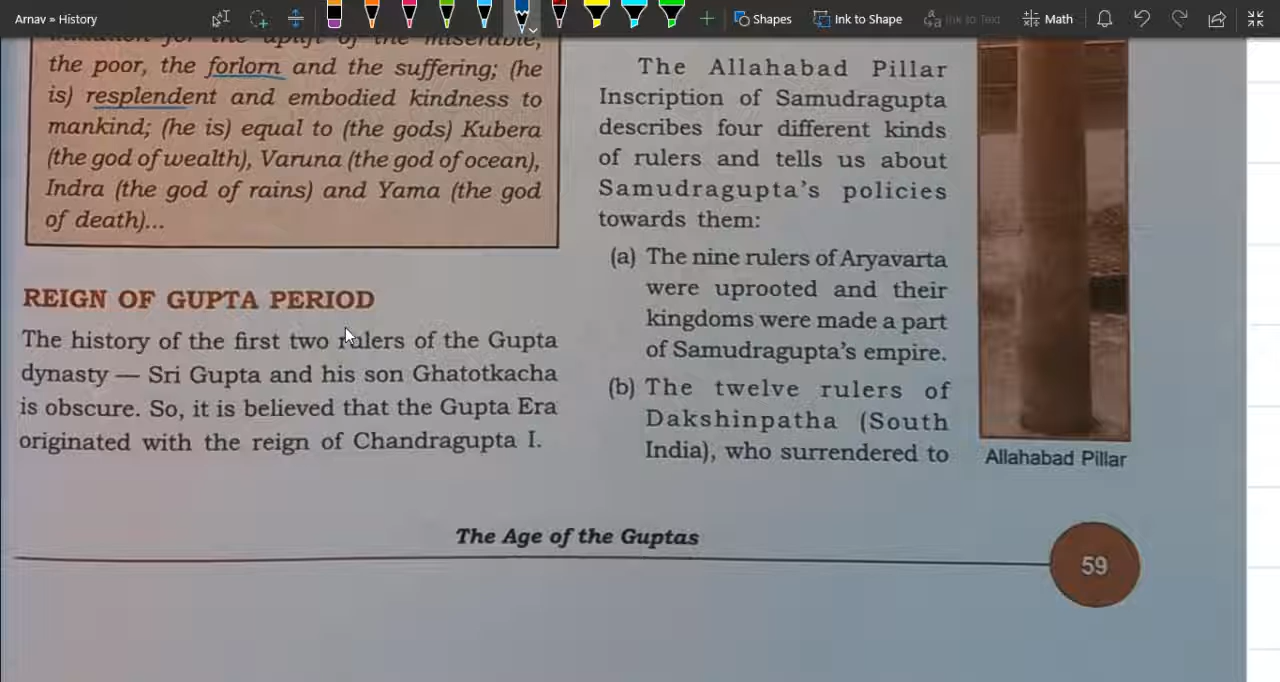 Arnav » History
Shapes
Ink to Shape
Ink to Text
Math
the uplift of the miserable,
the poor, the forlorn and the suffering; (he
is) resplendent and embodied kindness to
mankind; (he is) equal to (the gods) Kubera
(the god of wealth), Varuna (the god of ocean),
Indra (the god of rains) and Yama (the god
of death)...
REIGN OF GUPTA PERIOD
The history of the first two rulers of the Gupta
dynasty — Sri Gupta and his son Ghatotkacha
is obscure. So, it is believed that the Gupta Era
originated with the reign of Chandragupta I.
The Allahabad Pillar
Inscription of Samudragupta
describes four different kinds
of rulers and tells us about
Samudragupta's policies
towards them:
(a) The nine rulers of Aryavarta
were uprooted and their
kingdoms were made a part
of Samudragupta's empire.
(b) The twelve rulers of
Dakshinpatha (South
India), who surrendered to
Allahabad Pillar
The Age of the Guptas
59